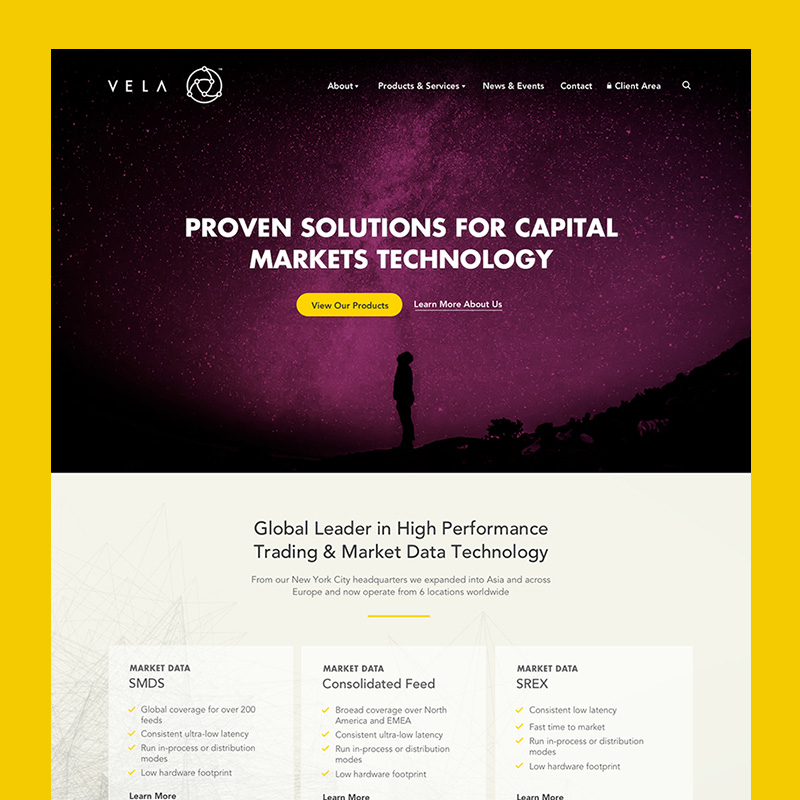 VELA
About
Products & Services
News & Events
Contact
Client Area
PROVEN SOLUTIONS FOR CAPITAL
MARKETS TECHNOLOGY
View Our Products
Learn More About Us
Global Leader in High Performance
Trading & Market Data Technology
From our New York City headquarters we expanded into Asia and across
Europe and now operate from 6 locations worldwide
MARKET DATA
SMDS
Global coverage for over 200
feeds
Consistent ultra-low latency
Run in-process or distribution
modes
Low hardware footprint
Learn More
MARKET DATA
Consolidated Feed
Broead coverage over North
America and EMEA
Consistent ultra-low latency
Run in-process or distribution
modes
Low hardware footprint
Learn More
MARKET DATA
SREX
Consistent low latency
Fast time to market
Run in-process or distribution
modes
Low hardware footprint
Learn More